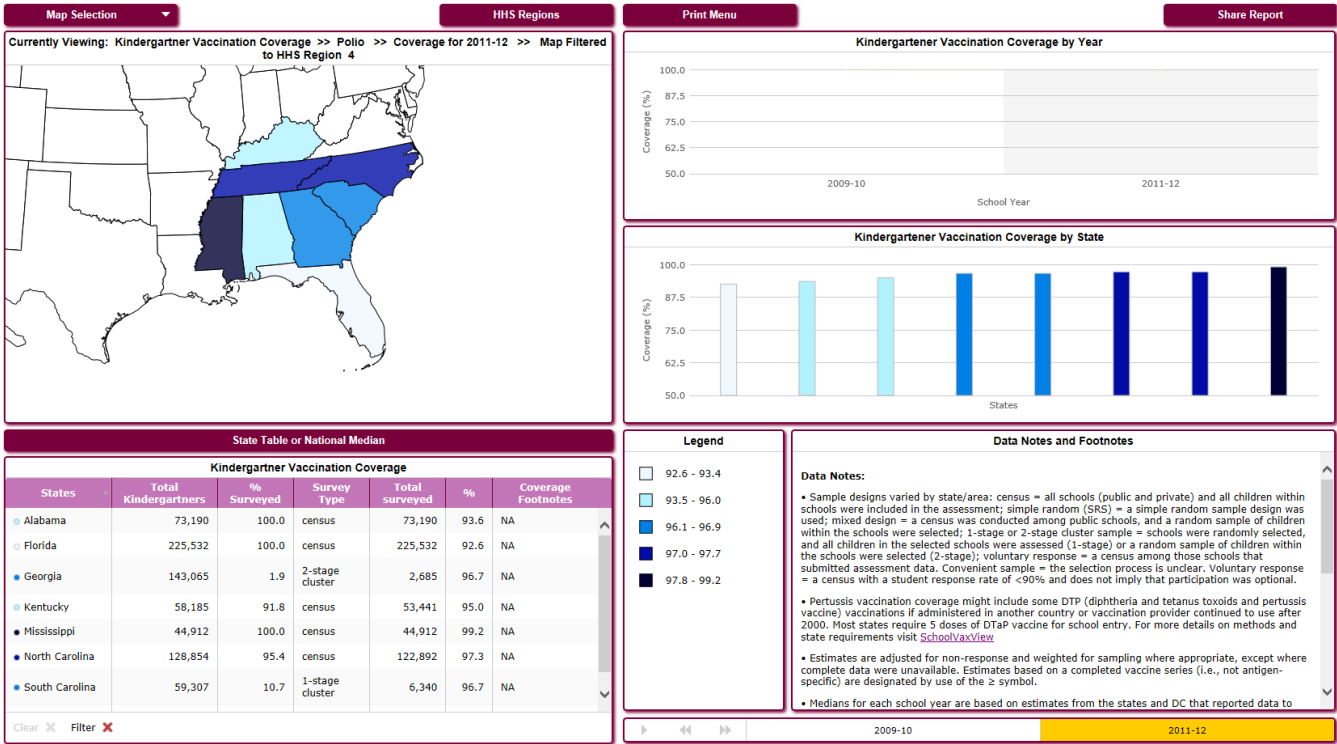 Map Selection
HHS Regions
Print Menu
Share Report
Currently Viewing: Kindergartner Vaccination Coverage >> Polio >> Coverage for 2011-12 >> Map Filtered
to HHS Region 4
Kindergartener Vaccination Coverage by Year
100.0
87.5
75.0
62.5
50.0
Coverage (%)
2009-10
2011-12
School Year
Kindergartener Vaccination Coverage by State
100.0
87.5
75.0
62.5
50.0
Coverage (%)
States
State Table or National Median
Kindergartner Vaccination Coverage
States Total Kindergartners % Surveyed Survey Type Total surveyed % Coverage Footnotes
Alabama 73,190 100.0 census 73,190 93.6 NA
Florida 225,532 100.0 census 225,532 92.6 NA
Georgia 143,065 1.9 2-stage cluster 2,685 96.7 NA
Kentucky 58,185 91.8 census 53,441 95.0 NA
Mississippi 44,912 100.0 census 44,912 99.2 NA
North Carolina 128,854 95.4 census 122,892 97.3 NA
South Carolina 59,307 10.7 1-stage cluster 6,340 96.7 NA
Clear Filter
Legend
92.6 - 93.4
93.5 - 96.0
96.1 - 96.9
97.0 - 97.7
97.8 - 99.2
Data Notes and Footnotes
Data Notes:
• Sample designs varied by state/area: census = all schools (public and private) and all children within
schools were included in the assessment; simple random (SRS) = a simple random sample design was
used; mixed design = a census was conducted among public schools, and a random sample of children
within the schools were selected; 1-stage or 2-stage cluster sample = schools were randomly selected,
and all children in the selected schools were assessed (1-stage) or a random sample of children within
the schools were selected (2-stage); voluntary response = a census among those schools that
submitted assessment data. Convenient sample = the selection process is unclear. Voluntary response
= a census with a student response rate of <90% and does not imply that participation was optional.
• Pertussis vaccination coverage might include some DTP (diphtheria and tetanus toxoids and pertussis
vaccine) vaccinations if administered in another country or vaccination provider continued to use after
2000. Most states require 5 doses of DTaP vaccine for school entry. For more details on methods and
state requirements visit SchoolVaxView
• Estimates are adjusted for non-response and weighted for sampling where appropriate, except where
complete data were unavailable. Estimates based on a completed vaccine series (i.e., not antigen-
specific) are designated by use of the ≥ symbol.
• Medians for each school year are based on estimates from the states and DC that reported data to
2009-10
2011-12